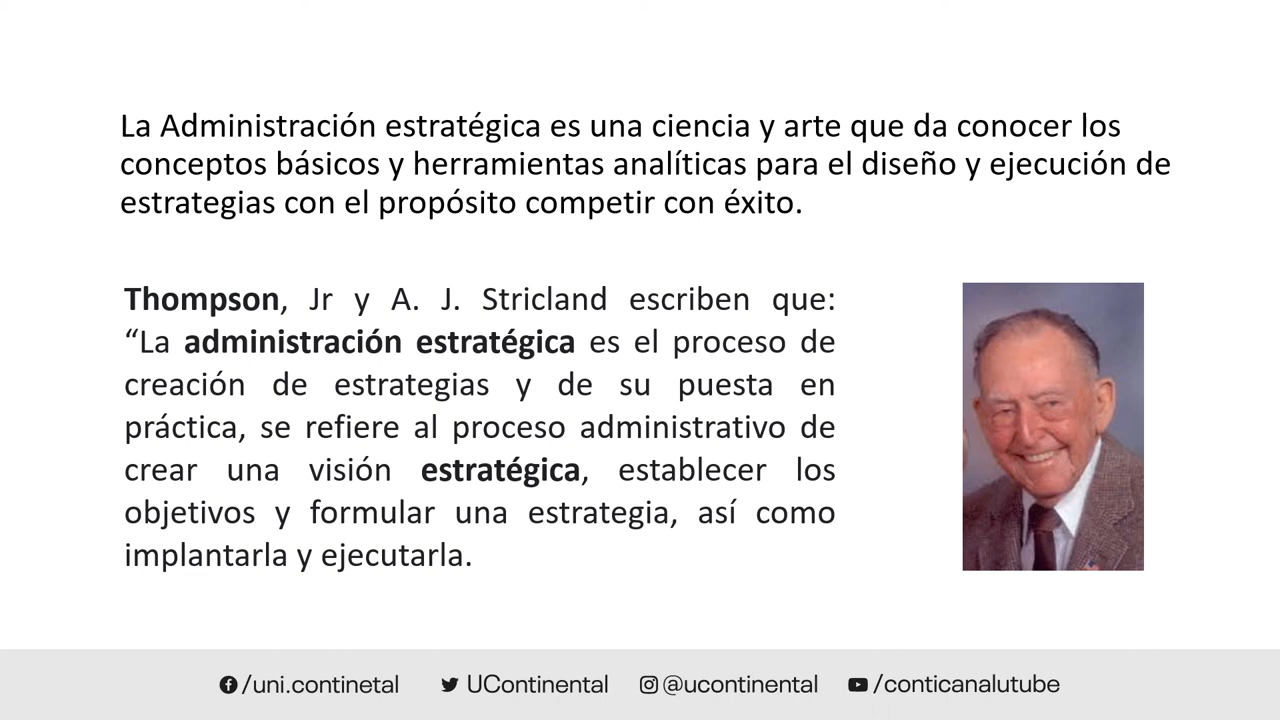 La Administración estratégica es una ciencia y arte que da conocer los
conceptos básicos y herramientas analíticas para el diseño y ejecución de
estrategias con el propósito competir con éxito.
Thompson, Jr y A. J. Stricland escriben que:
“La administración estratégica es el proceso de
creación de estrategias y de su puesta en
práctica, se refiere al proceso administrativo de
crear una visión estratégica, establecer los
objetivos y formular una estrategia, así como
implantarla y ejecutarla.
/uni.continetal UContinental @ucontinental /conticanalutube